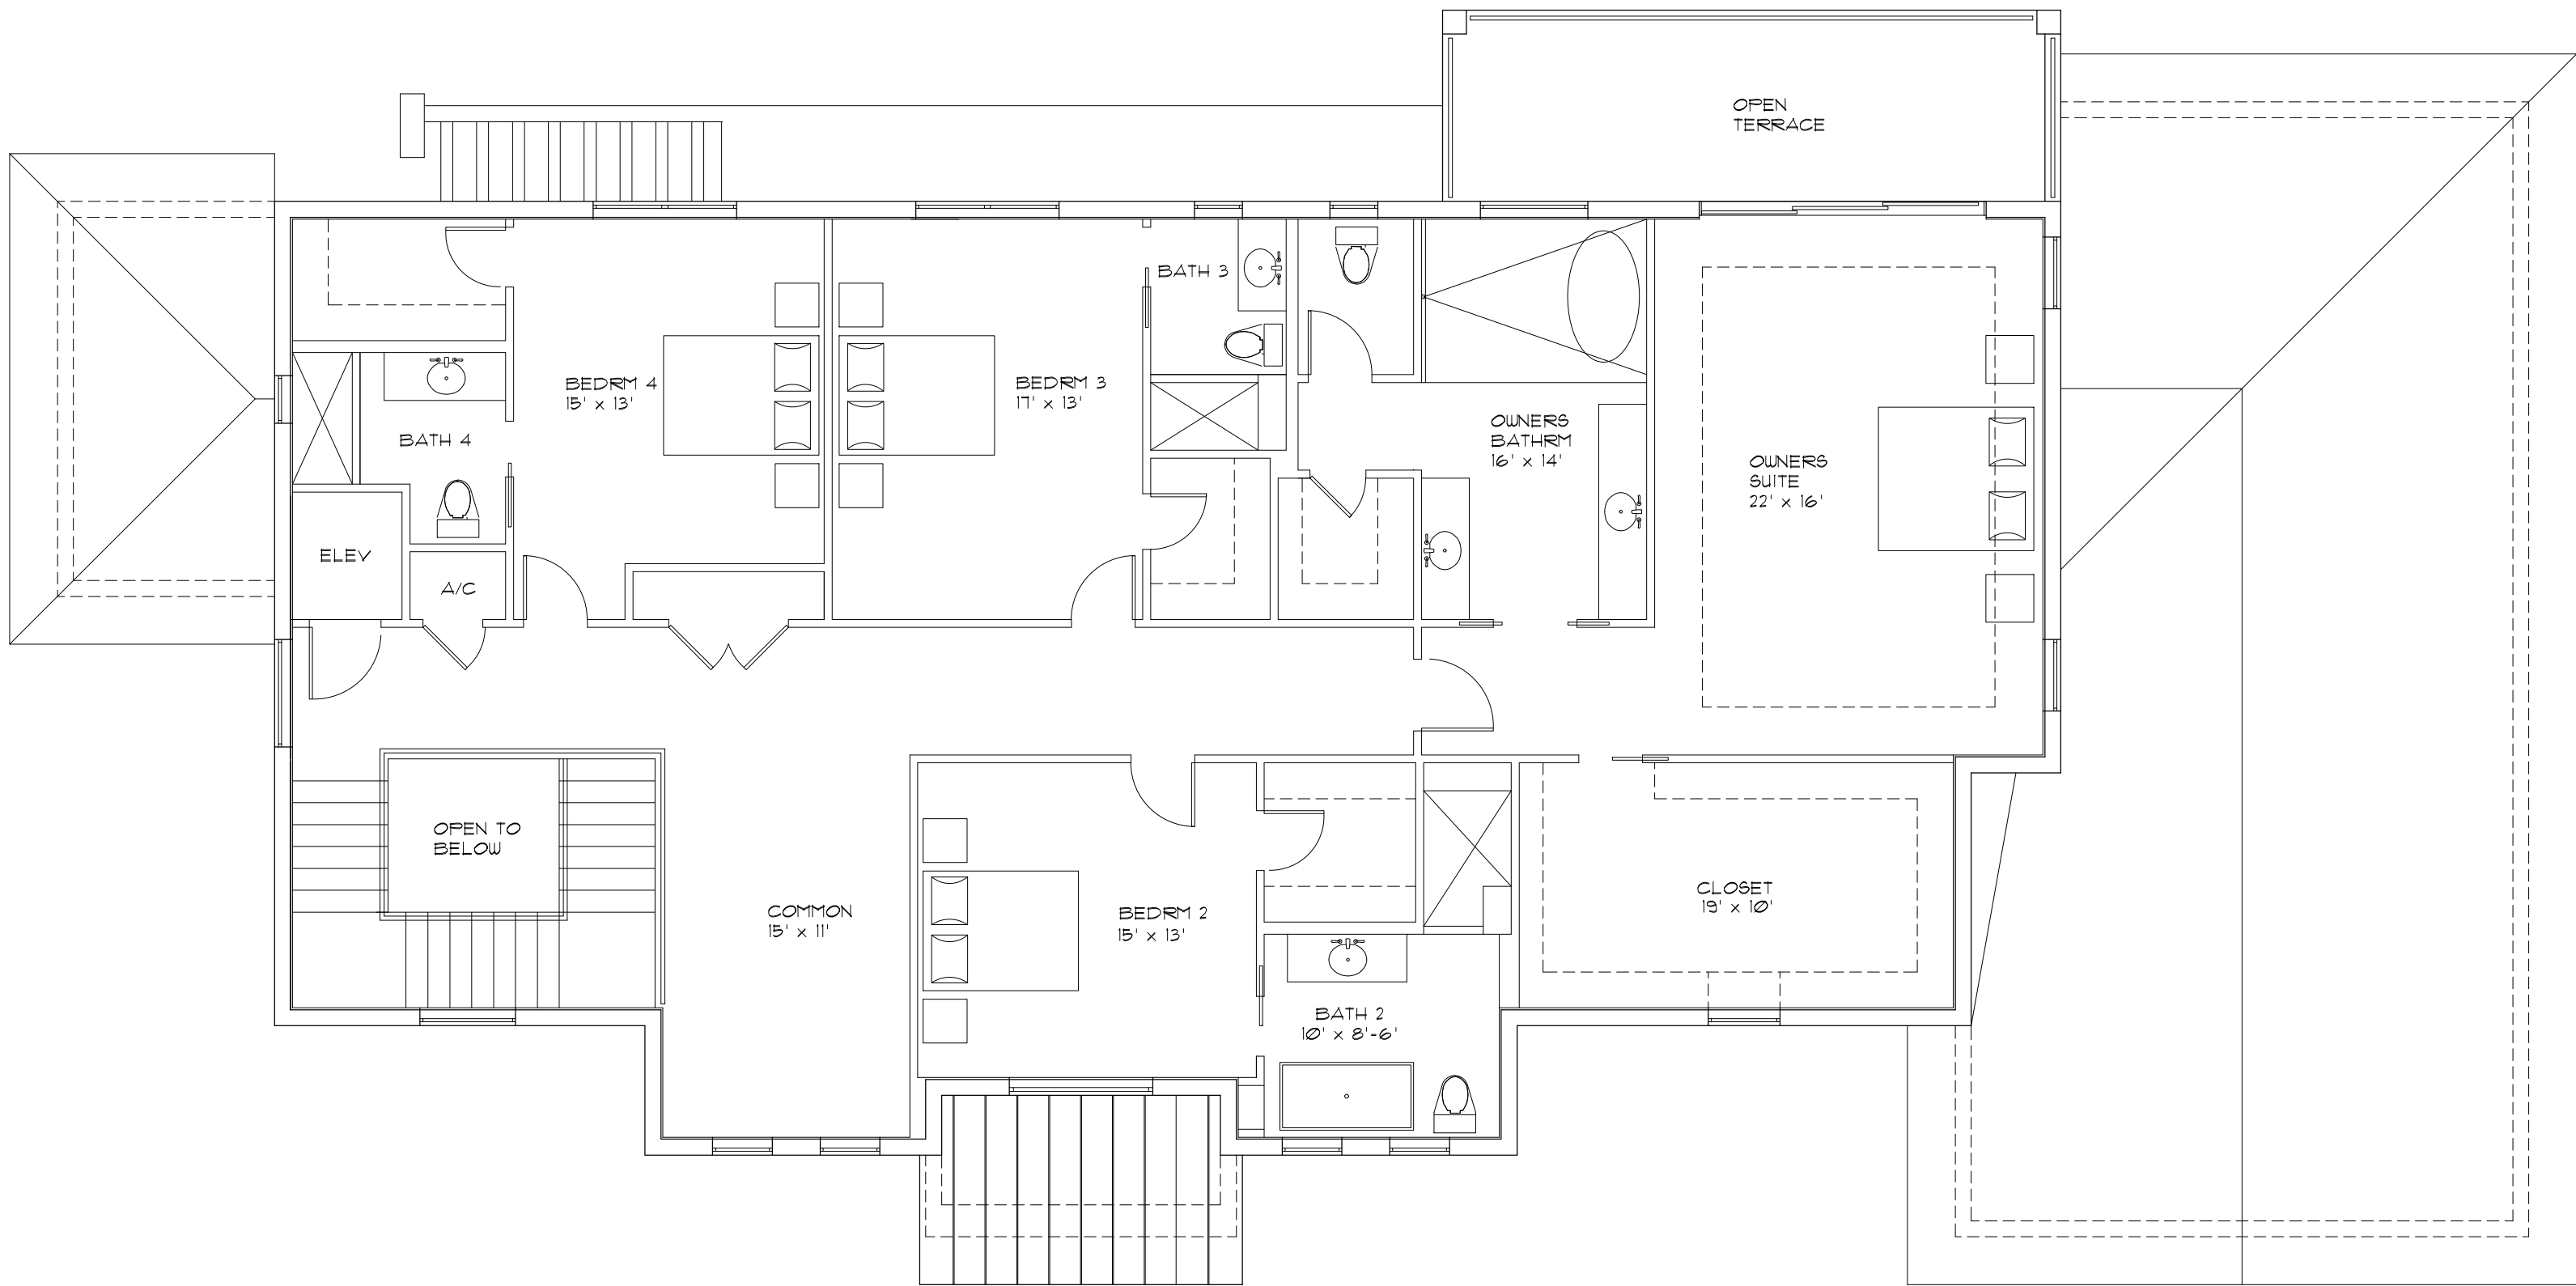 OPEN
TERRACE
BATH 3
BEDRM 4
15' x 13'
BEDRM 3
17' x 13'
BATH 4
OWNERS
BATHRM
16' x 14'
OWNERS
SUITE
22' x 16'
ELEV
A/C
OPEN TO
BELOW
COMMON
15' x 11'
BEDRM 2
15' x 13'
CLOSET
19' x 10'
BATH 2
10' x 8'-6'